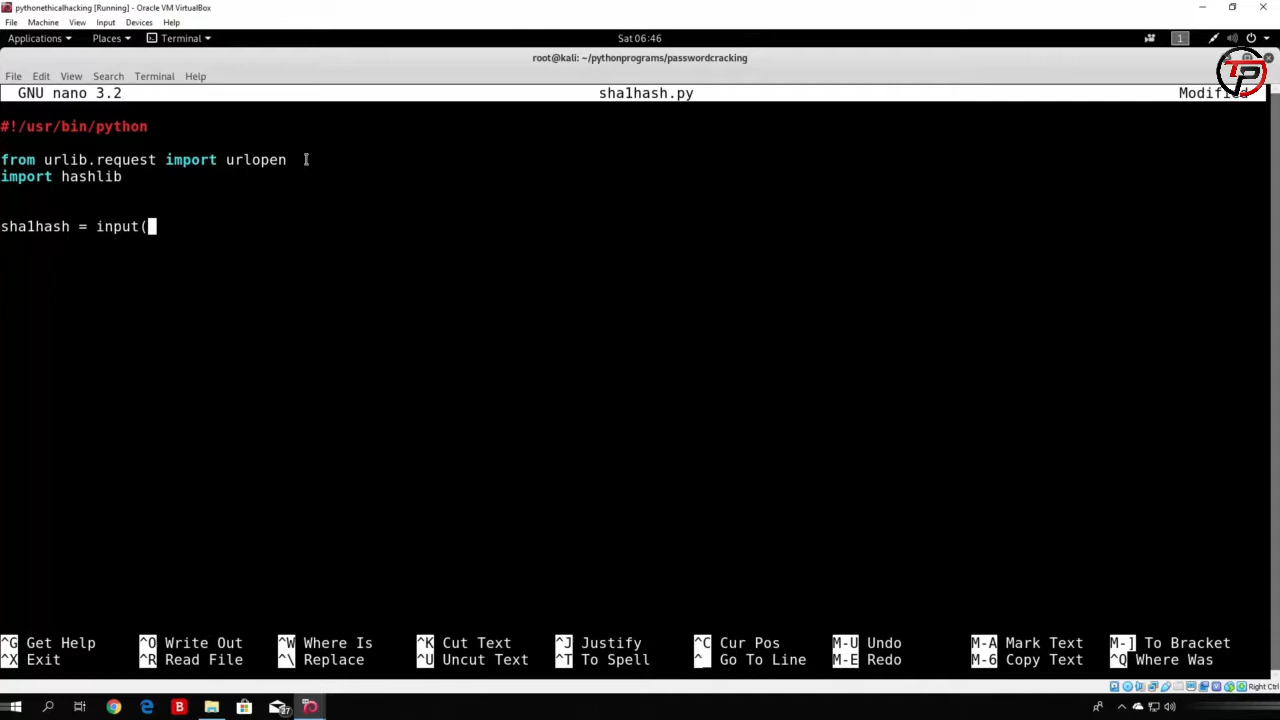 pythonethicalhacking [Running] - Oracle VM VirtualBox
File Machine View Input Devices Help
Applications Places Terminal Sat 06:46 1
root@kali: ~/pythonprograms/passwordcracking
File Edit View Search Terminal Help
GNU nano 3.2 sha1hash.py Modified
#!/usr/bin/python
from urlib.request import urlopen
import hashlib
sha1hash = input(
^G Get Help ^O Write Out ^W Where Is ^K Cut Text ^J Justify ^C Cur Pos M-U Undo M-A Mark Text M-] To Bracket
^X Exit ^R Read File ^\ Replace ^U Uncut Text ^T To Spell ^_ Go To Line M-E Redo M-6 Copy Text ^Q Where Was
Right Ctrl